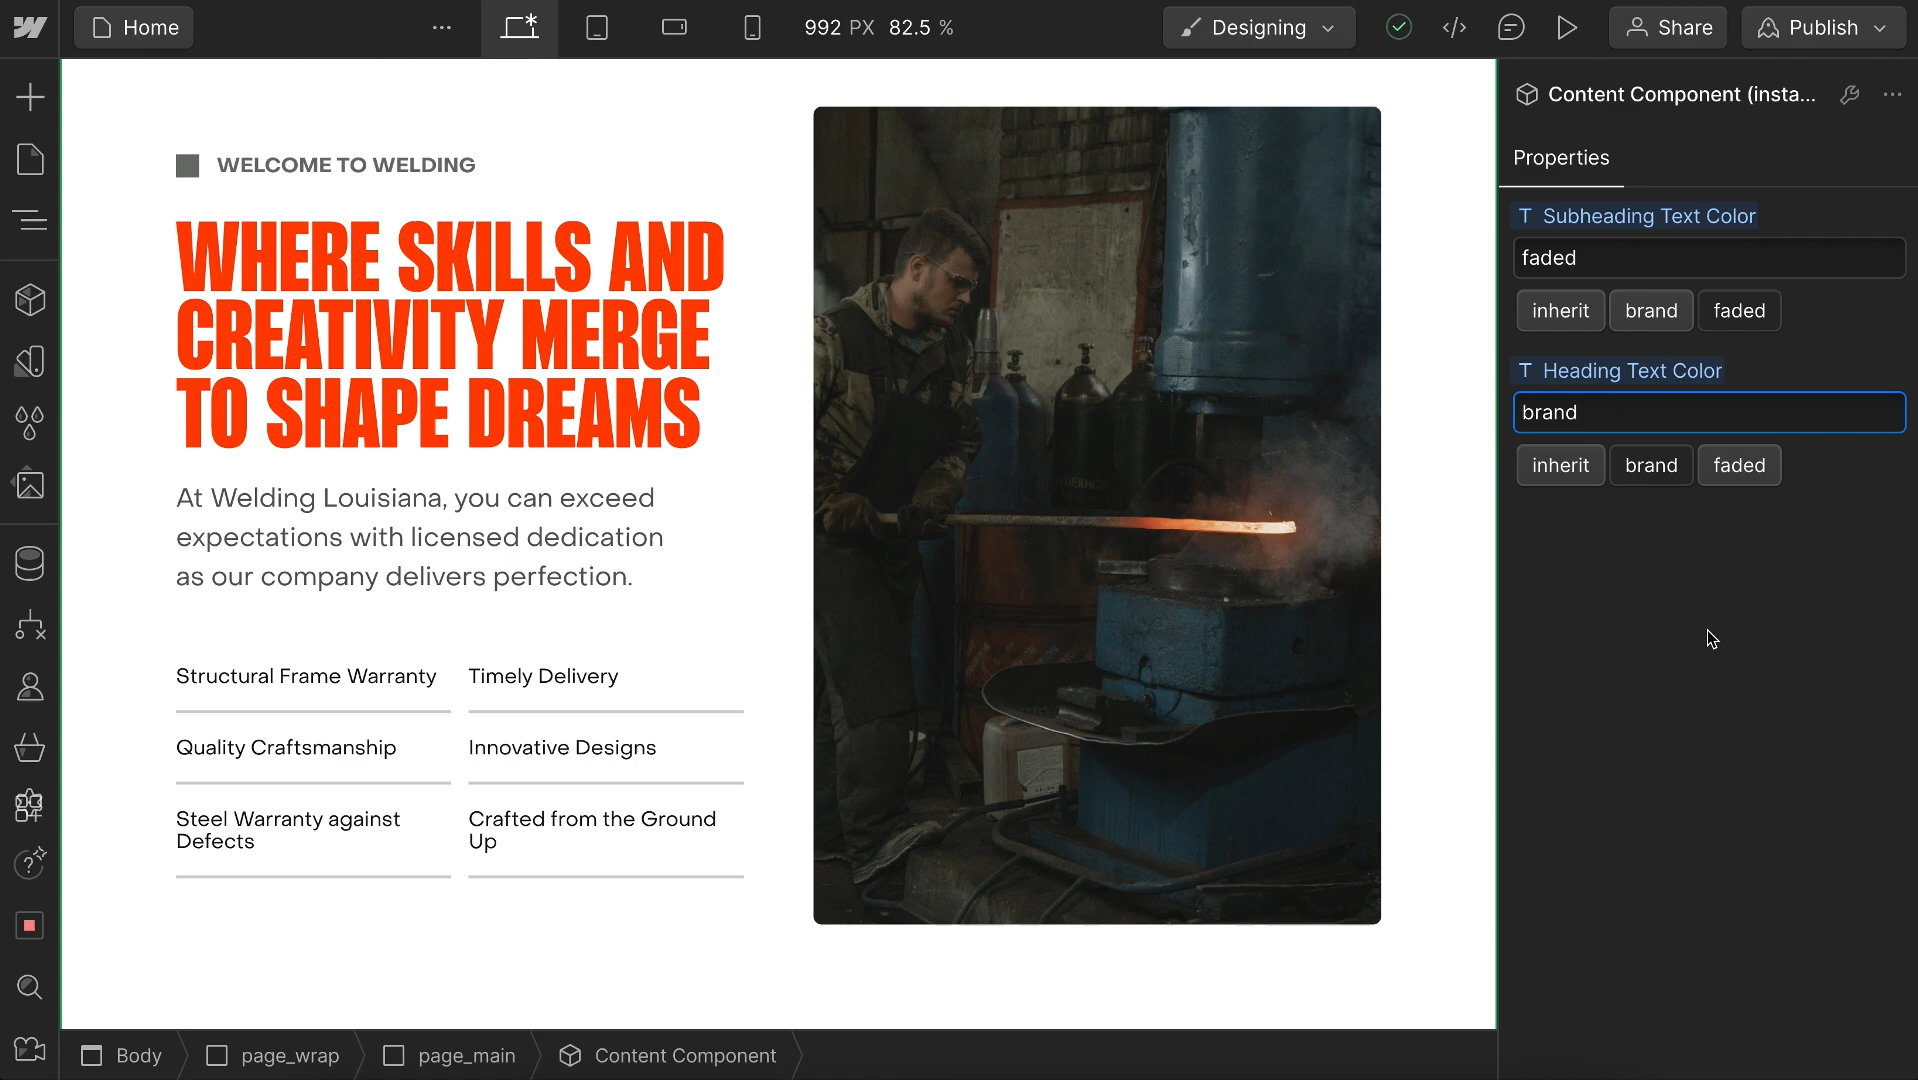 Home
992 PX 82.5 %
Designing
Share
Publish
WELCOME TO WELDING
WHERE SKILLS AND
CREATIVITY MERGE
TO SHAPE DREAMS
At Welding Louisiana, you can exceed
expectations with licensed dedication
as our company delivers perfection.
Structural Frame Warranty
Timely Delivery
Quality Craftsmanship
Innovative Designs
Steel Warranty against
Defects
Crafted from the Ground
Up
Content Component (insta...
Properties
Subheading Text Color
faded
inherit brand faded
Heading Text Color
brand
inherit brand faded
Body
page_wrap
page_main
Content Component